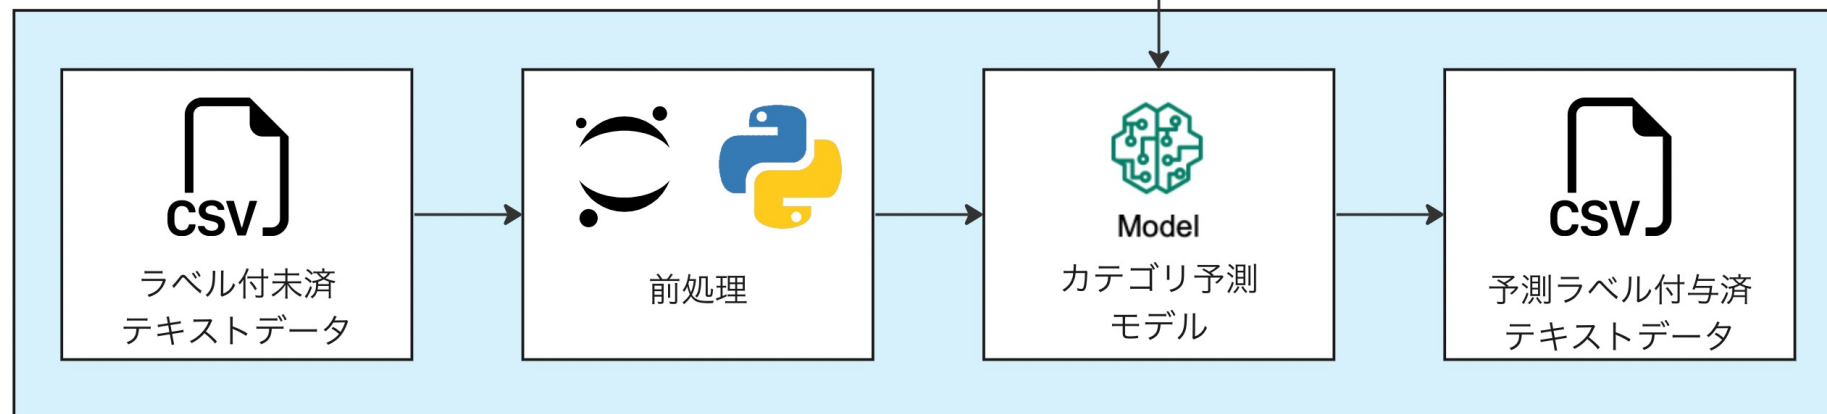 CSV
ラベル付未済
テキストデータ
前処理
Model
カテゴリ予測
モデル
CSV
予測ラベル付与済
テキストデータ